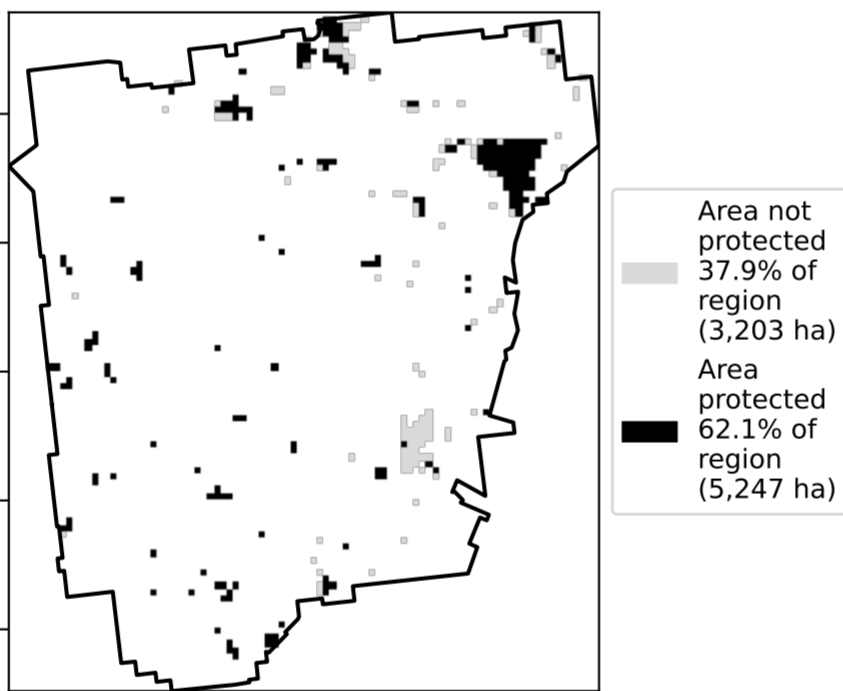 Area not
protected
37.9% of
region
(3,203 ha)
Area
protected
62.1% of
region
(5,247 ha)